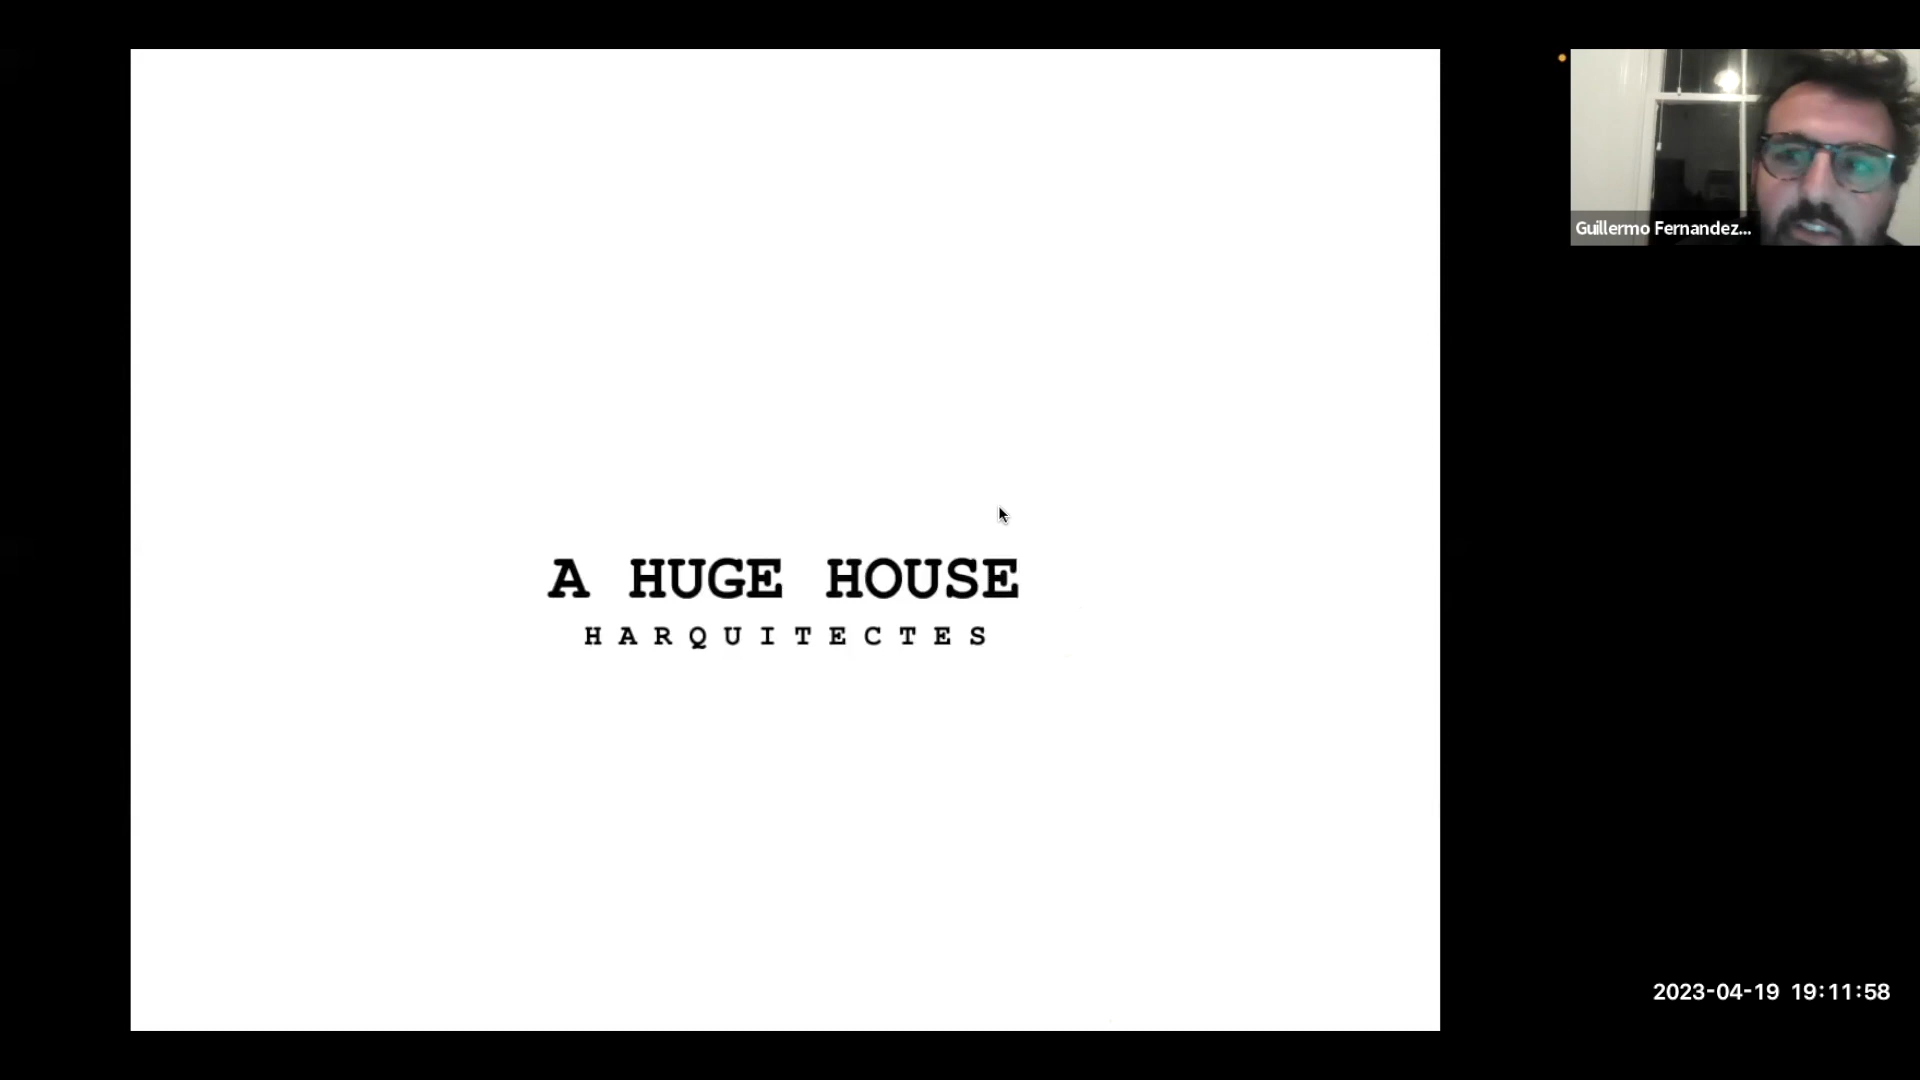 A HUGE HOUSE
HARQUITECTES
Guillermo Fernandez...
2023-04-19 19:11:58